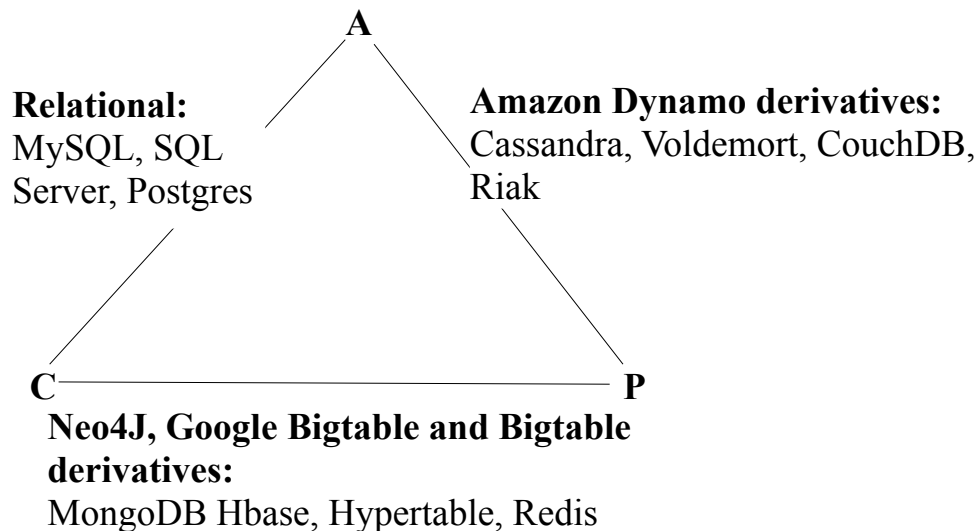 A
Relational:
MySQL, SQL
Server, Postgres
Amazon Dynamo derivatives:
Cassandra, Voldemort, CouchDB,
Riak
C
P
Neo4J, Google Bigtable and Bigtable
derivatives:
MongoDB Hbase, Hypertable, Redis